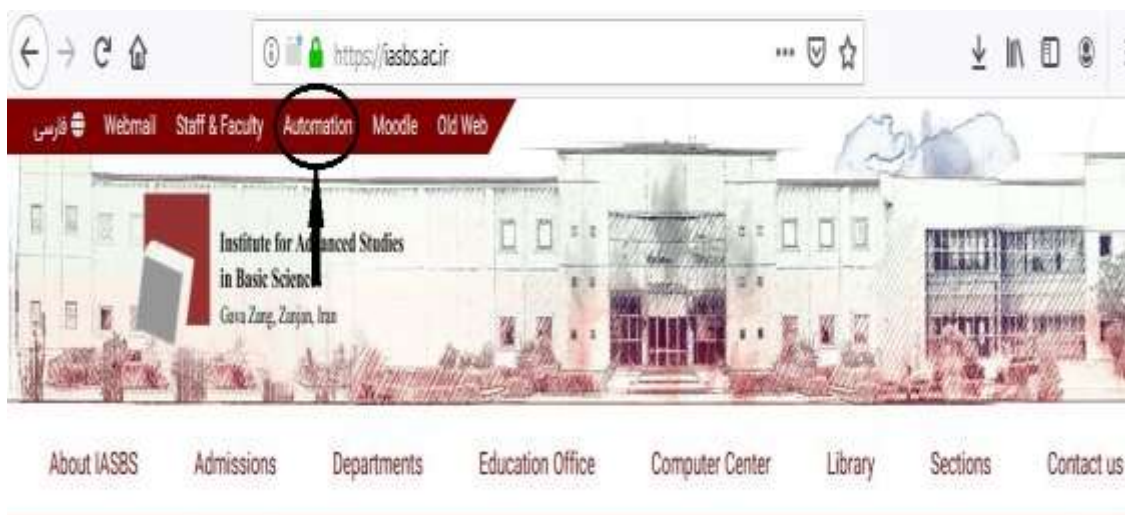 https://iasbs.ac.ir
فارسی Webmail Staff & Faculty Automation Moodle Old Web
Institute for Advanced Studies
in Basic Sciences
Gava Zang, Zanjan, Iran
About IASBS Admissions Departments Education Office Computer Center Library Sections Contact us